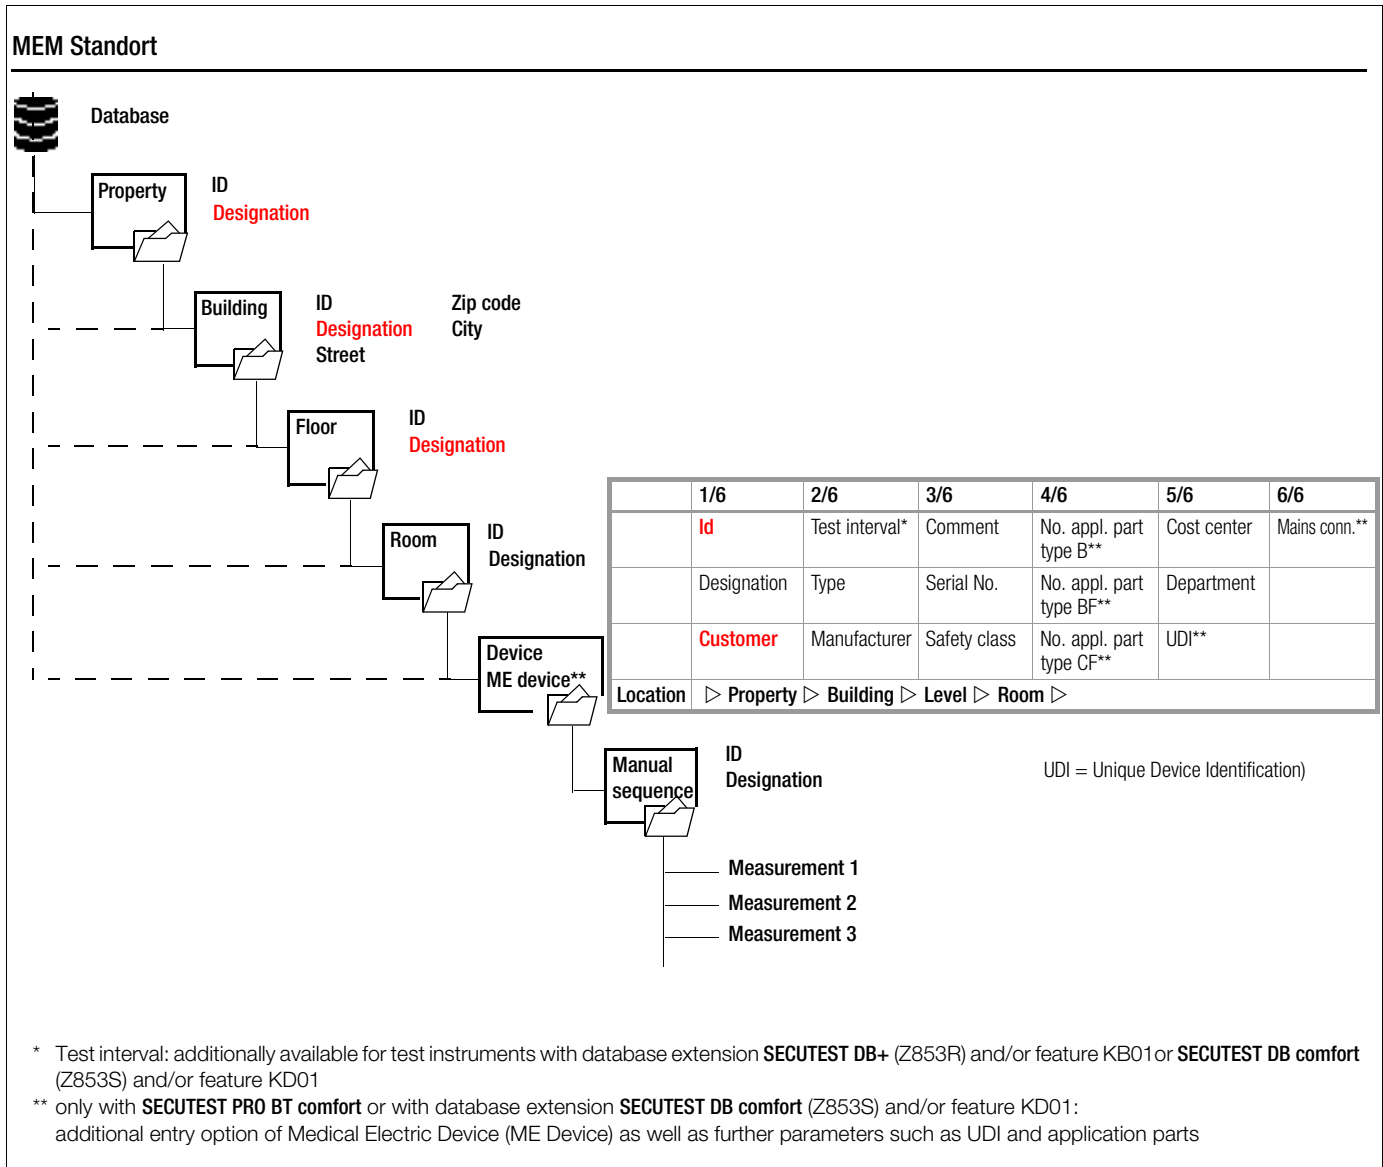 MEM Standort
Database
Property
ID
Designation
Building
ID
Designation
Street
Zip code
City
Floor
ID
Designation
Room
ID
Designation
Device
ME device**
1/6 2/6 3/6 4/6 5/6 6/6
Id Test interval* Comment No. appl. part type B** Cost center Mains conn.**
Designation Type Serial No. No. appl. part type BF** Department
Customer Manufacturer Safety class No. appl. part type CF** UDI**
Location ▷ Property ▷ Building ▷ Level ▷ Room ▷
Manual
sequence
ID
Designation
UDI = Unique Device Identification)
Measurement 1
Measurement 2
Measurement 3
* Test interval: additionally available for test instruments with database extension SECUTEST DB+ (Z853R) and/or feature KB01or SECUTEST DB comfort
(Z853S) and/or feature KD01
** only with SECUTEST PRO BT comfort or with database extension SECUTEST DB comfort (Z853S) and/or feature KD01:
additional entry option of Medical Electric Device (ME Device) as well as further parameters such as UDI and application parts